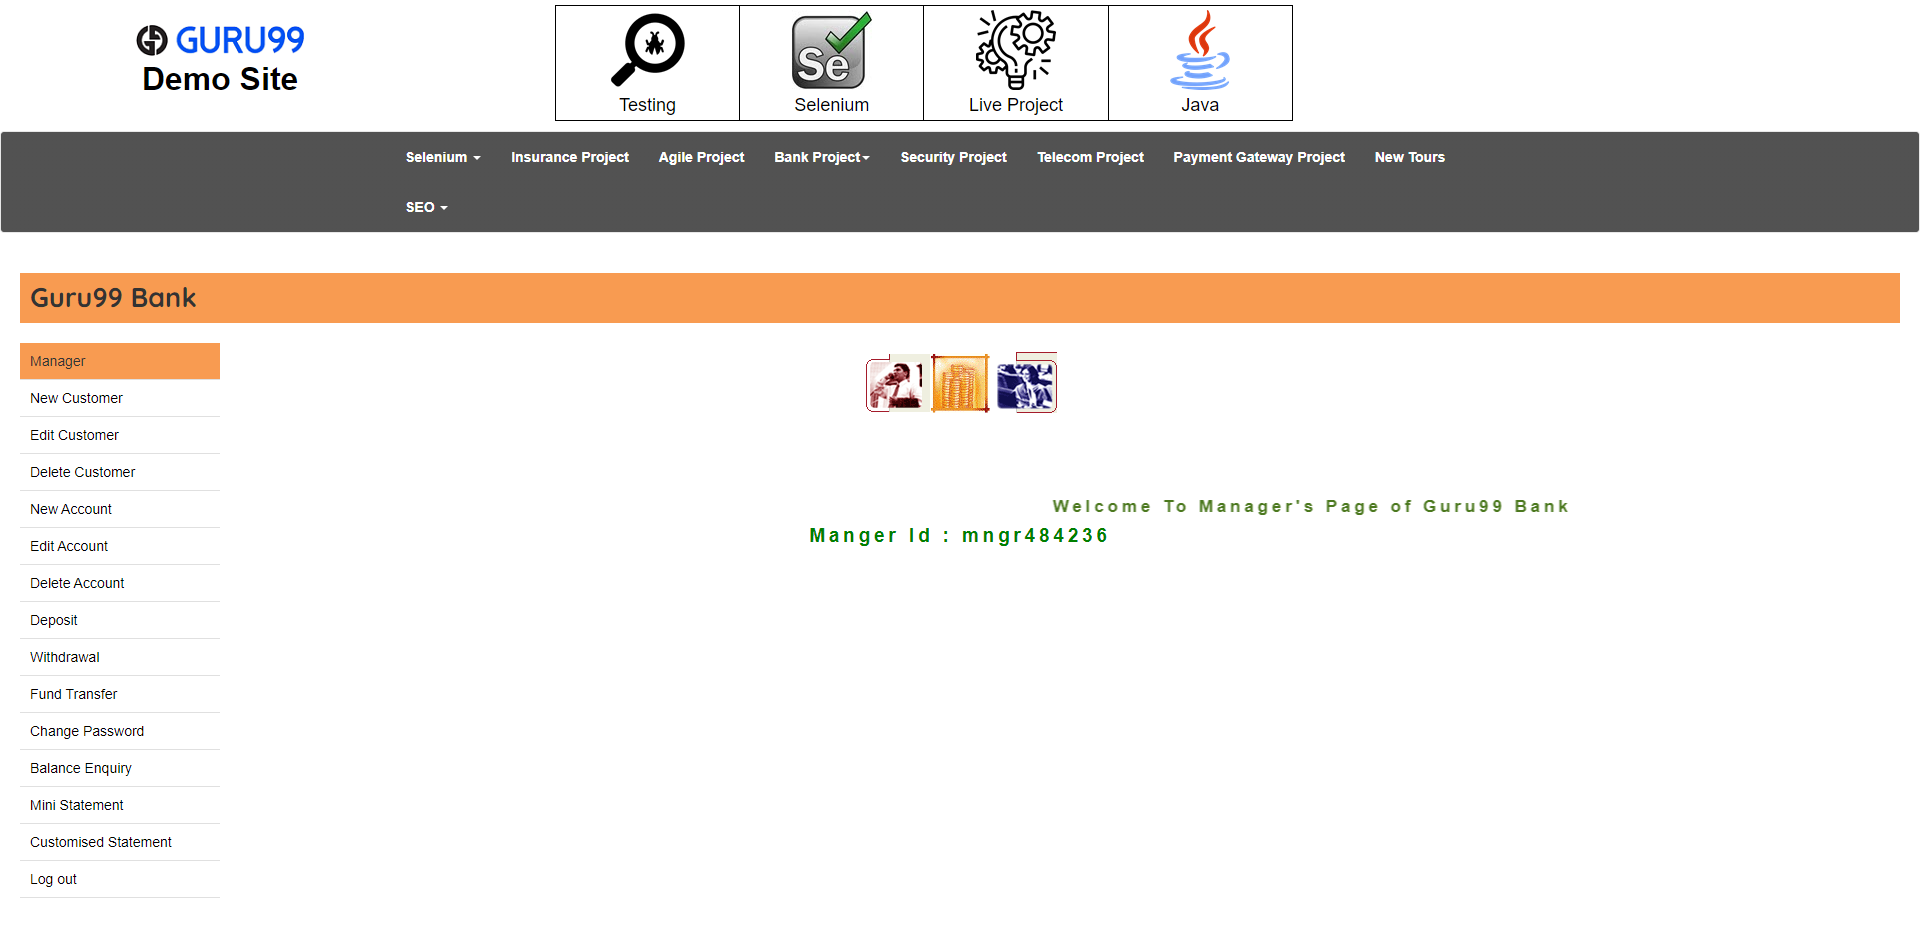 GURU99
Demo Site
Testing
Se
Selenium
Live Project
Java
Selenium
Insurance Project
Agile Project
Bank Project
Security Project
Telecom Project
Payment Gateway Project
New Tours
SEO
Guru99 Bank
Manager
New Customer
Edit Customer
Delete Customer
New Account
Edit Account
Delete Account
Deposit
Withdrawal
Fund Transfer
Change Password
Balance Enquiry
Mini Statement
Customised Statement
Log out
Welcome To Manager's Page of Guru99 Bank
Manger Id : mngr484236